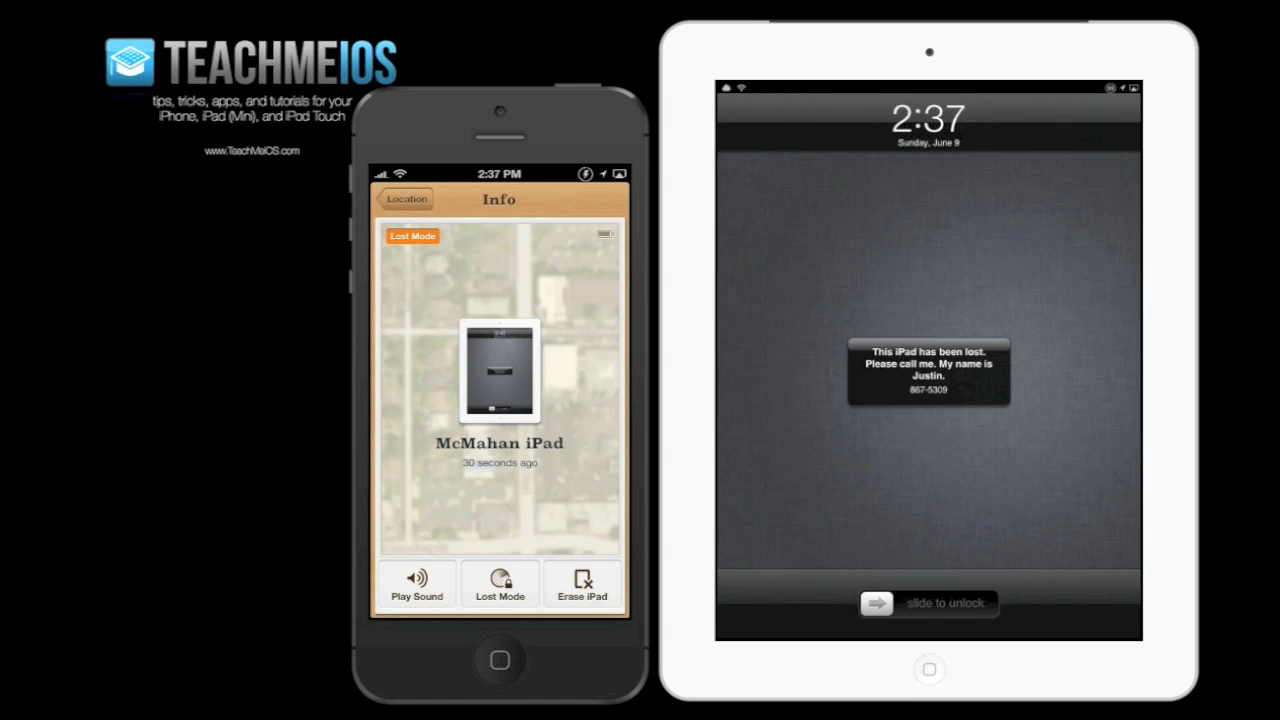 TEACHMEIOS
tips, tricks, apps, and tutorials for your
iPhone, iPad (Mini), and iPod Touch
www.TeachMeiOS.com
2:37 PM
Location
Info
Lost Mode
McMahan iPad
30 seconds ago
Play Sound
Lost Mode
Erase iPad
2:37
Sunday, June 9
This iPad has been lost.
Please call me. My name is
Justin.
867-5309
slide to unlock